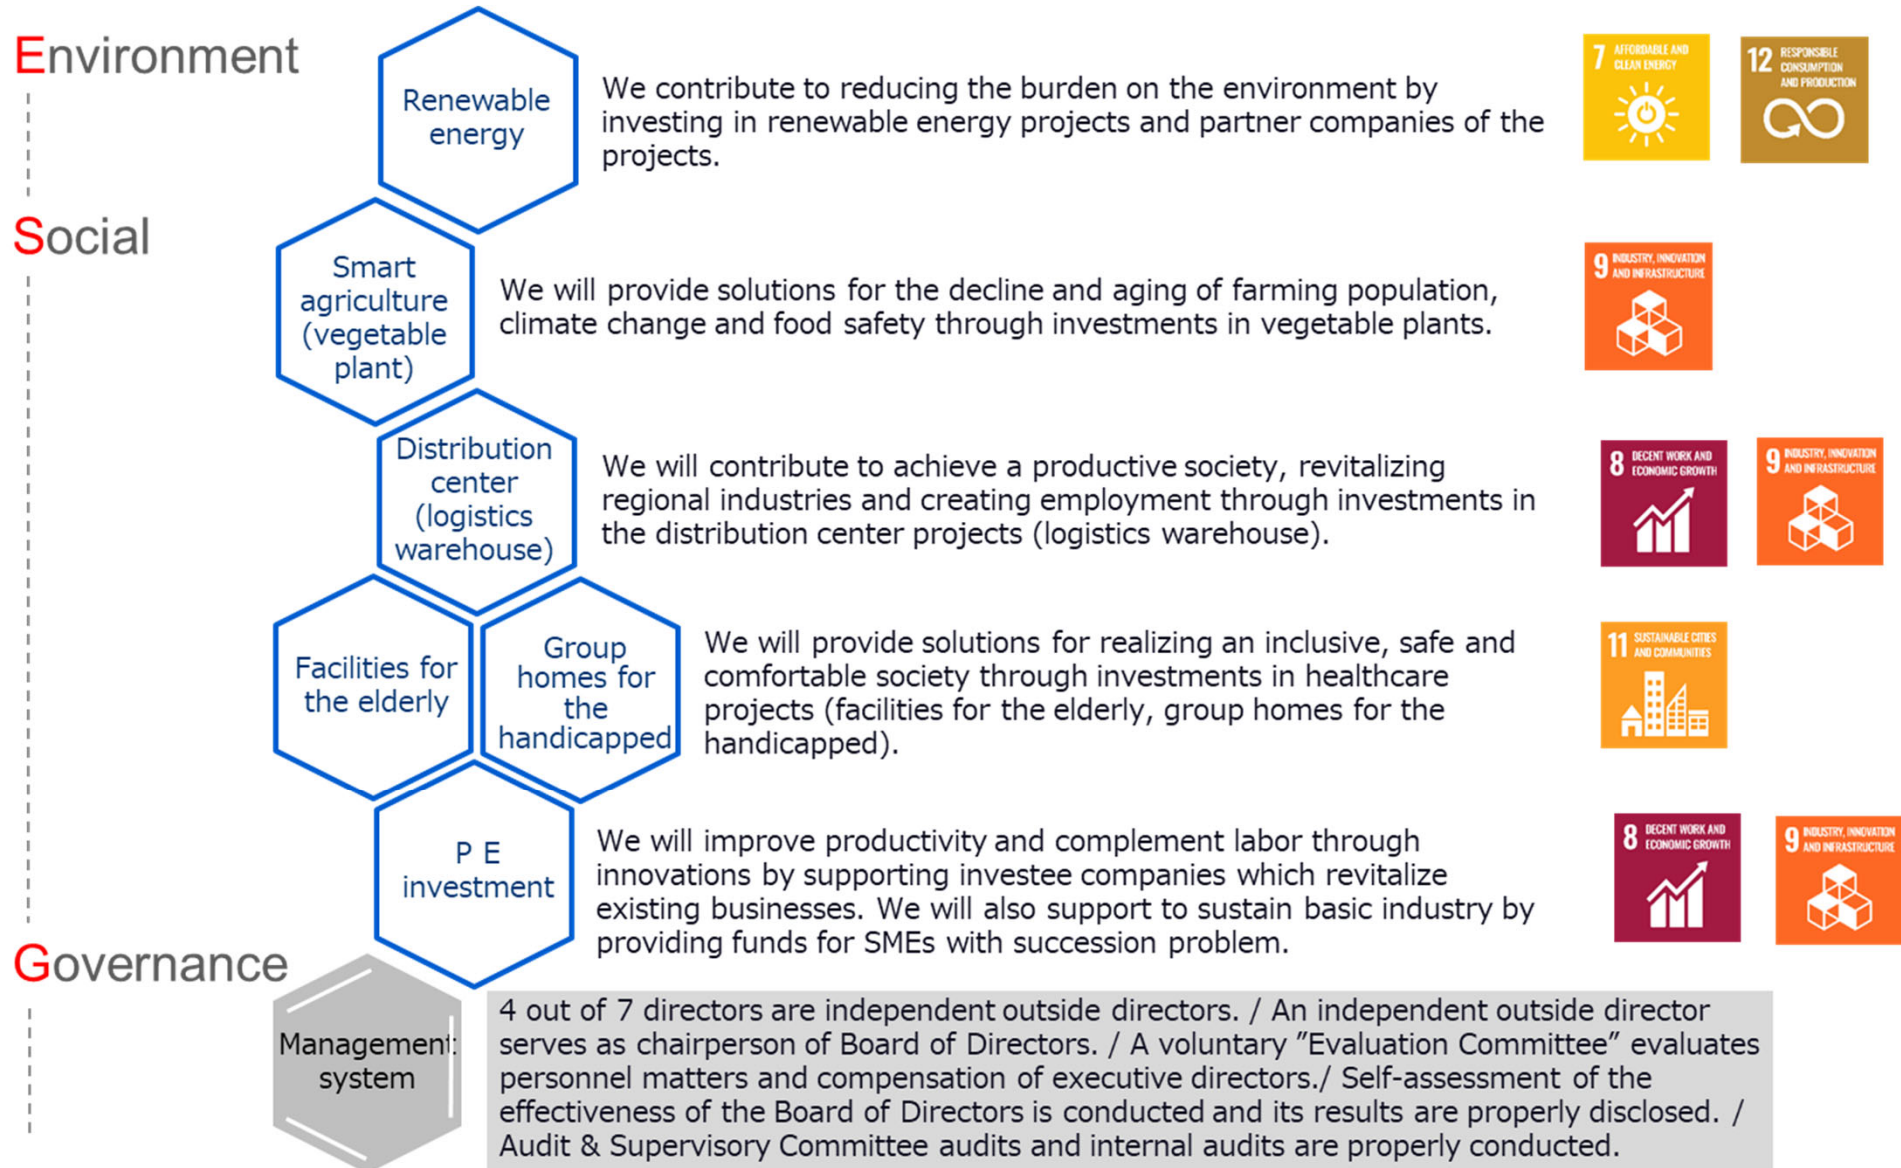 Environment
Renewable
energy
We contribute to reducing the burden on the environment by
investing in renewable energy projects and partner companies of the
projects.
7 AFFORDABLE AND
CLEAN ENERGY
12 RESPONSIBLE
CONSUMPTION
AND PRODUCTION
Social
Smart
agriculture
(vegetable
plant)
We will provide solutions for the decline and aging of farming population,
climate change and food safety through investments in vegetable plants.
9 INDUSTRY, INNOVATION
AND INFRASTRUCTURE
Distribution
center
(logistics
warehouse)
We will contribute to achieve a productive society, revitalizing
regional industries and creating employment through investments in
the distribution center projects (logistics warehouse).
8 DECENT WORK AND
ECONOMIC GROWTH
9 INDUSTRY, INNOVATION
AND INFRASTRUCTURE
Facilities for
the elderly
Group
homes for
the
handicapped
We will provide solutions for realizing an inclusive, safe and
comfortable society through investments in healthcare
projects (facilities for the elderly, group homes for the
handicapped).
11 SUSTAINABLE CITIES
AND COMMUNITIES
P E
investment
We will improve productivity and complement labor through
innovations by supporting investee companies which revitalize
existing businesses. We will also support to sustain basic industry by
providing funds for SMEs with succession problem.
8 DECENT WORK AND
ECONOMIC GROWTH
9 INDUSTRY, INNOVATION
AND INFRASTRUCTURE
Governance
Management
system
4 out of 7 directors are independent outside directors. / An independent outside director
serves as chairperson of Board of Directors. / A voluntary ”Evaluation Committee” evaluates
personnel matters and compensation of executive directors./ Self-assessment of the
effectiveness of the Board of Directors is conducted and its results are properly disclosed. /
Audit & Supervisory Committee audits and internal audits are properly conducted.